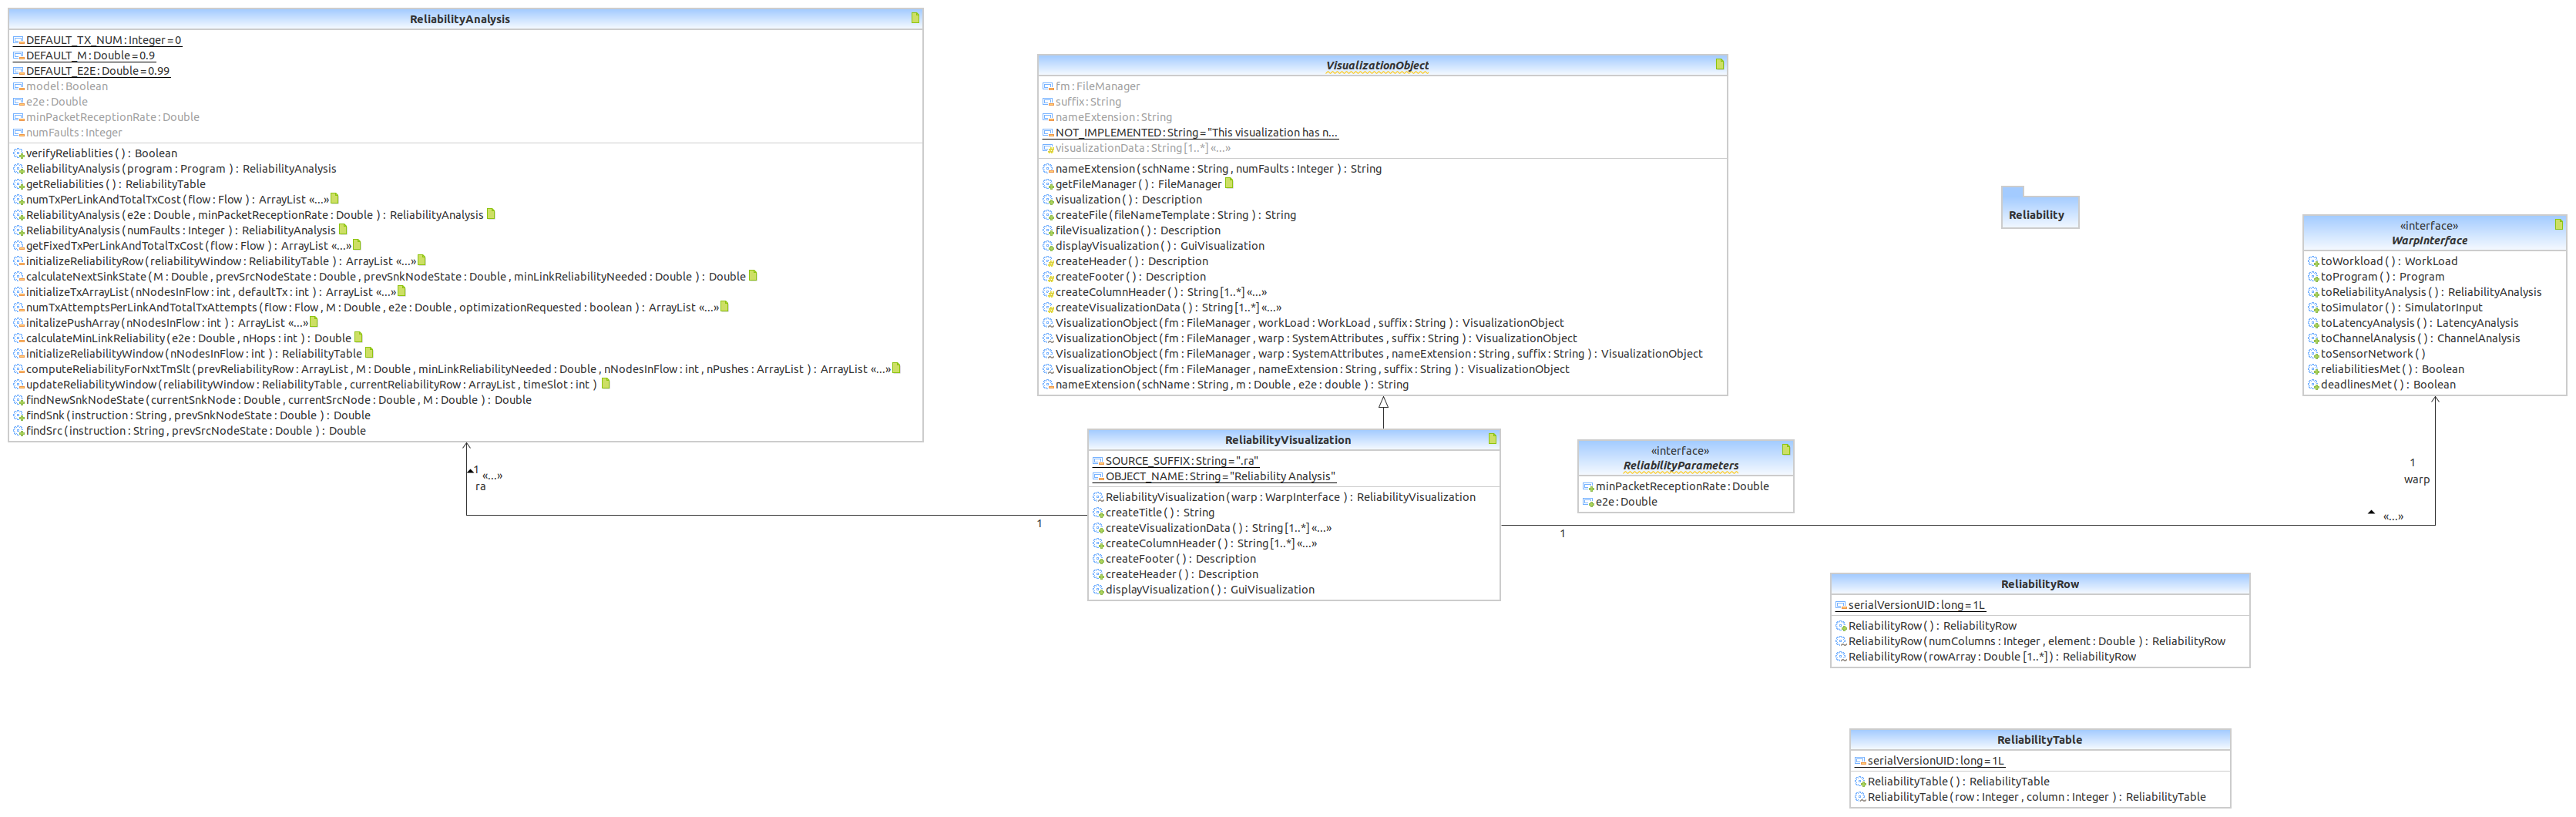 ReliabilityAnalysis
DEFAULT_TX_NUM:Integer=0
DEFAULT_M:Double=0.9
DEFAULT_E2E:Double=0.99
model:Boolean
e2e:Double
minPacketReceptionRate:Double
numFaults:Integer
verifyReliablities():Boolean
ReliabilityAnalysis(program:Program):ReliabilityAnalysis
getReliabilities():ReliabilityTable
numTxPerLinkAndTotalTxCost(flow:Flow):ArrayList «...»
ReliabilityAnalysis(e2e:Double,minPacketReceptionRate:Double):ReliabilityAnalysis
ReliabilityAnalysis(numFaults:Integer):ReliabilityAnalysis
getFixedTxPerLinkAndTotalTxCost(flow:Flow):ArrayList «...»
initializeReliabilityRow(reliabilityWindow:ReliabilityTable):ArrayList «...»
calculateNextSinkState(M:Double,prevSrcNodeState:Double,prevSnkNodeState:Double,minLinkReliabilityNeeded:Double):Double
initializeTxArrayList(nNodesInFlow:int,defaultTx:int):ArrayList «...»
numTxAttemptsPerLinkAndTotalTxAttempts(flow:Flow,M:Double,e2e:Double,optimizationRequested:boolean):ArrayList «...»
initalizePushArray(nNodesInFlow:int):ArrayList «...»
calculateMinLinkReliability(e2e:Double,nHops:int):Double
initializeReliabilityWindow(nNodesInFlow:int):ReliabilityTable
computeReliabilityForNxtTmSlt(prevReliabilityRow:ArrayList,M:Double,minLinkReliabilityNeeded:Double,nNodesInFlow:int,nPushes:ArrayList):ArrayList «...»
updateReliabilityWindow(reliabilityWindow:ReliabilityTable,currentReliabilityRow:ArrayList,timeSlot:int)
findNewSnkNodeState(currentSnkNode:Double,currentSrcNode:Double,M:Double):Double
findSnk(instruction:String,prevSnkNodeState:Double):Double
findSrc(instruction:String,prevSrcNodeState:Double):Double
1 «...»
ra
1
VisualizationObject
fm:FileManager
suffix:String
nameExtension:String
NOT_IMPLEMENTED:String="This visualization has n...
visualizationData:String[1..*] «...»
nameExtension(schName:String,numFaults:Integer):String
getFileManager():FileManager
visualization():Description
createFile(fileNameTemplate:String):String
fileVisualization():Description
displayVisualization():GuiVisualization
createHeader():Description
createFooter():Description
createColumnHeader():String[1..*] «...»
createVisualizationData():String[1..*] «...»
VisualizationObject(fm:FileManager,workLoad:WorkLoad,suffix:String):VisualizationObject
VisualizationObject(fm:FileManager,warp:SystemAttributes,suffix:String):VisualizationObject
VisualizationObject(fm:FileManager,warp:SystemAttributes,nameExtension:String,suffix:String):VisualizationObject
VisualizationObject(fm:FileManager,nameExtension:String,suffix:String):VisualizationObject
nameExtension(schName:String,m:Double,e2e:double):String
ReliabilityVisualization
SOURCE_SUFFIX:String=".ra"
OBJECT_NAME:String="Reliability Analysis"
ReliabilityVisualization(warp:WarpInterface):ReliabilityVisualization
createTitle():String
createVisualizationData():String[1..*] «...»
createColumnHeader():String[1..*] «...»
createFooter():Description
createHeader():Description
displayVisualization():GuiVisualization
1
«interface»
ReliabilityParameters
minPacketReceptionRate:Double
e2e:Double
Reliability
«interface»
WarpInterface
toWorkload():WorkLoad
toProgram():Program
toReliabilityAnalysis():ReliabilityAnalysis
toSimulator():SimulatorInput
toLatencyAnalysis():LatencyAnalysis
toChannelAnalysis():ChannelAnalysis
toSensorNetwork()
reliabilitiesMet():Boolean
deadlinesMet():Boolean
1
warp
«...»
ReliabilityRow
serialVersionUID:long=1L
ReliabilityRow():ReliabilityRow
ReliabilityRow(numColumns:Integer,element:Double):ReliabilityRow
ReliabilityRow(rowArray:Double[1..*]):ReliabilityRow
ReliabilityTable
serialVersionUID:long=1L
ReliabilityTable():ReliabilityTable
ReliabilityTable(row:Integer,column:Integer):ReliabilityTable